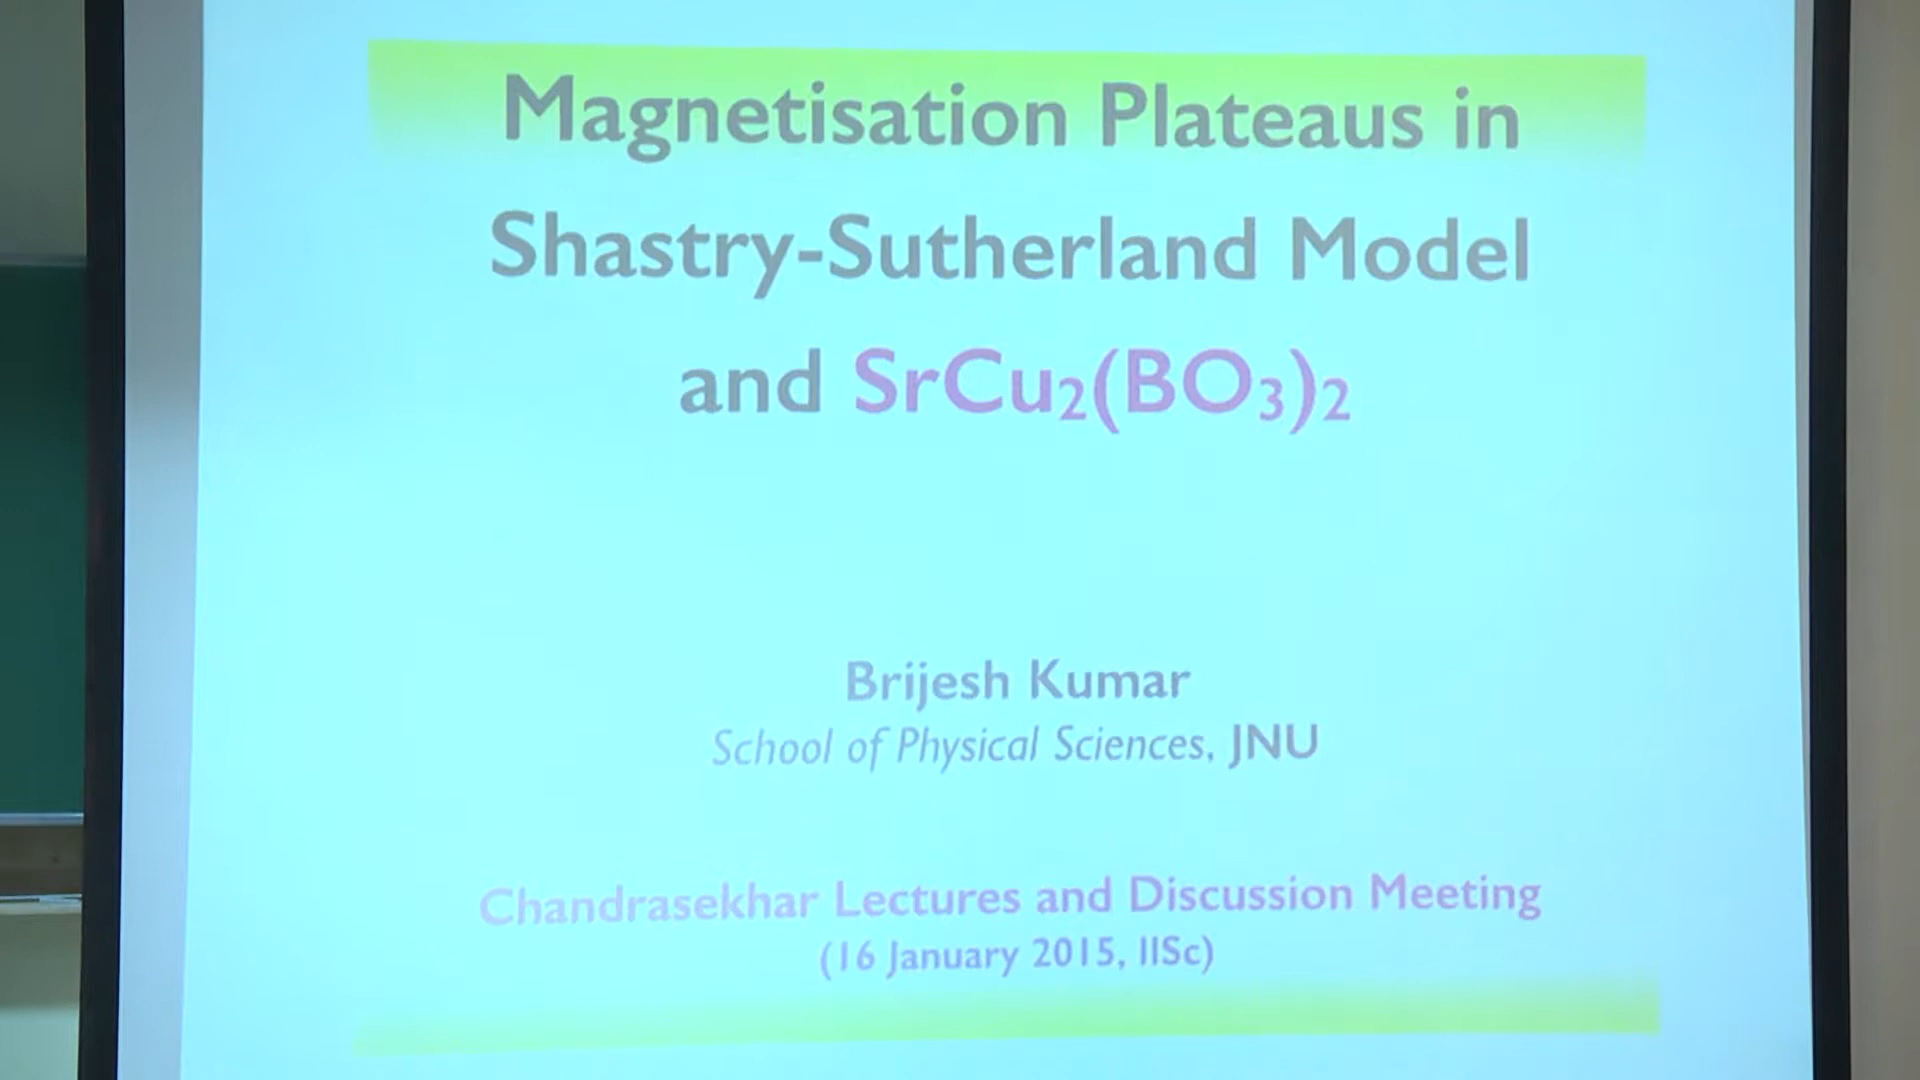 Magnetisation Plateaus in
Shastry-Sutherland Model
and SrCu₂(BO₃)₂
Brijesh Kumar
School of Physical Sciences, JNU
Chandrasekhar Lectures and Discussion Meeting
(16 January 2015, IISc)